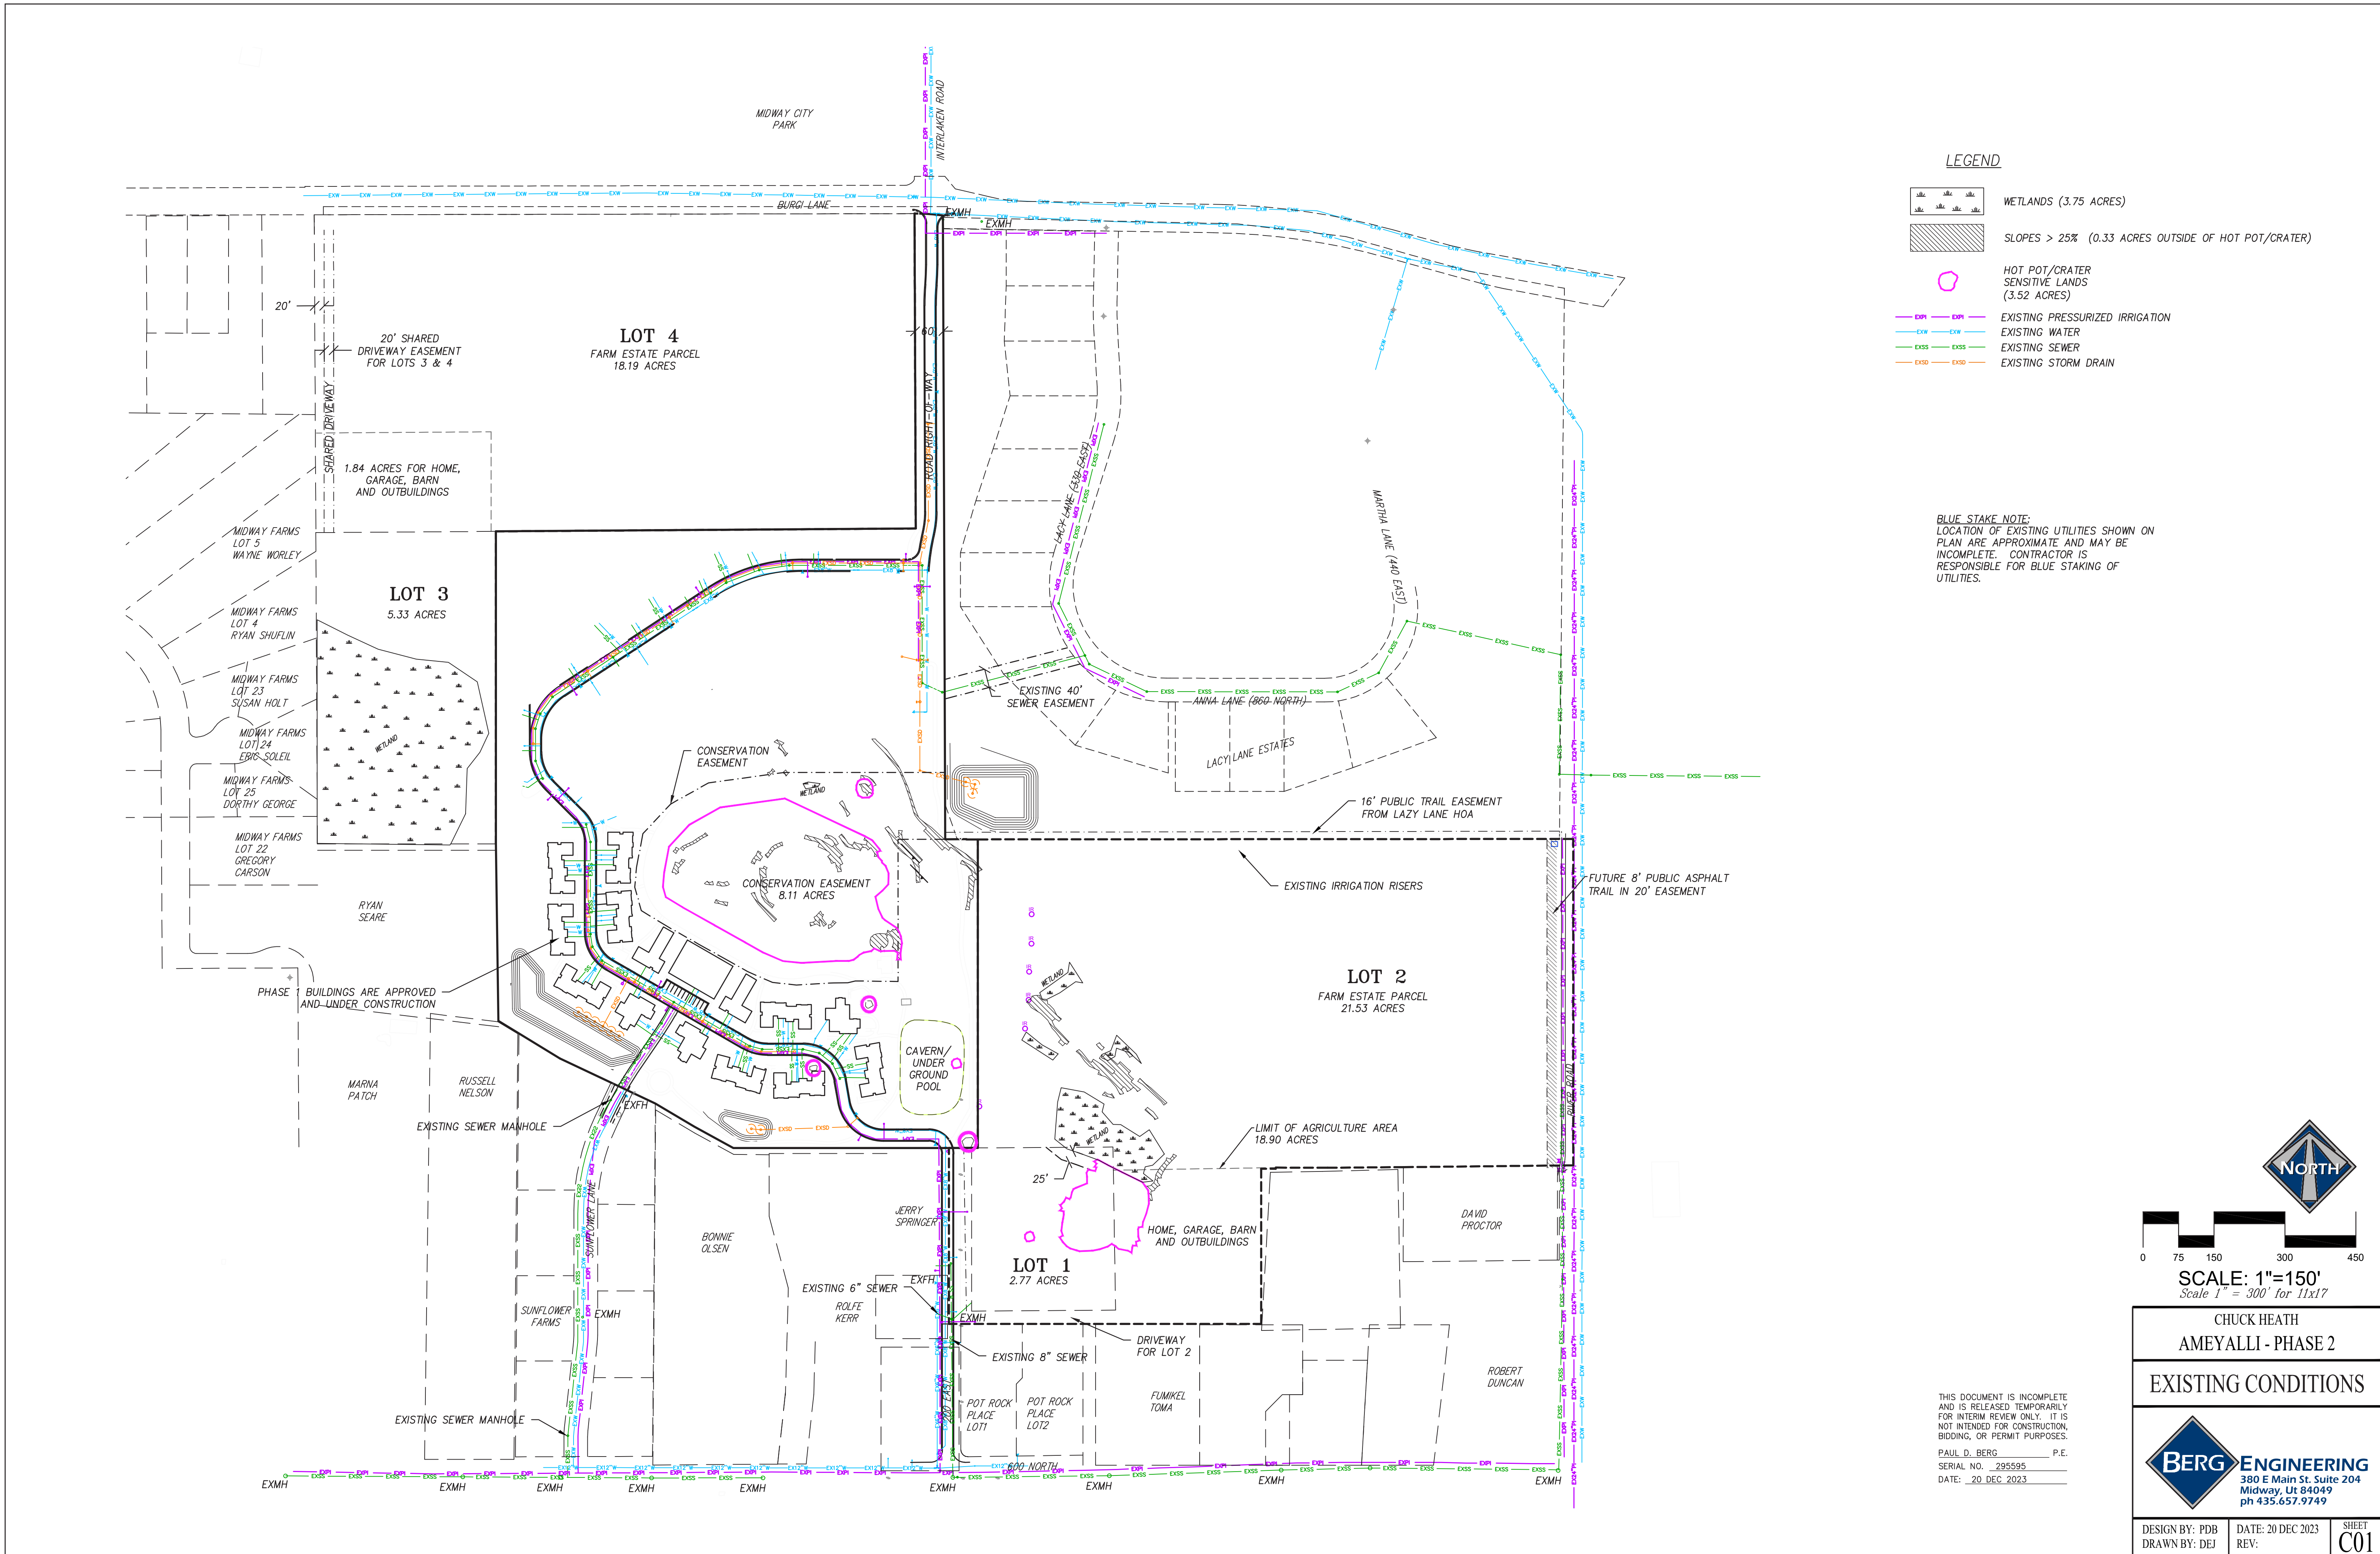 MIDWAY CITY
PARK
INTERLAKEN ROAD
BURGI LANE
EXMH
EXMH
20'
20' SHARED
DRIVEWAY EASEMENT
FOR LOTS 3 & 4
SHARED DRIVEWAY
LOT 4
FARM ESTATE PARCEL
18.19 ACRES
60
ROAD RIGHT-OF-WAY
1.84 ACRES FOR HOME,
GARAGE, BARN
AND OUTBUILDINGS
MIDWAY FARMS
LOT 5
WAYNE WORLEY
LOT 3
5.33 ACRES
MIDWAY FARMS
LOT 4
RYAN SHUFLIN
MIDWAY FARMS
LOT 23
SUSAN HOLT
MIDWAY FARMS
LOT 24
ERIC SOLEIL
MIDWAY FARMS
LOT 25
DORTHY GEORGE
MIDWAY FARMS
LOT 22
GREGORY
CARSON
WETLAND
RYAN
SEARE
LACY LANE (330 EAST)
MARTHA LANE (440 EAST)
EXISTING 40'
SEWER EASEMENT
ANNA LANE (860 NORTH)
LACY LANE ESTATES
CONSERVATION
EASEMENT
WETLAND
CONSERVATION EASEMENT
8.11 ACRES
16' PUBLIC TRAIL EASEMENT
FROM LAZY LANE HOA
EXISTING IRRIGATION RISERS
FUTURE 8' PUBLIC ASPHALT
TRAIL IN 20' EASEMENT
PHASE 1 BUILDINGS ARE APPROVED
AND UNDER CONSTRUCTION
WETLAND
LOT 2
FARM ESTATE PARCEL
21.53 ACRES
CAVERN/
UNDER
GROUND
POOL
MARNA
PATCH
RUSSELL
NELSON
EXFH
EXISTING SEWER MANHOLE
WETLAND
RIVER ROAD
LIMIT OF AGRICULTURE AREA
18.90 ACRES
25'
JERRY
SPRINGER
BONNIE
OLSEN
SUNFLOWER LANE
HOME, GARAGE, BARN
AND OUTBUILDINGS
DAVID
PROCTOR
LOT 1
2.77 ACRES
EXFH
EXISTING 6" SEWER
ROLFE
KERR
EXMH
SUNFLOWER
FARMS
EXMH
DRIVEWAY
FOR LOT 2
EXISTING 8" SEWER
200 EAST
POT ROCK
PLACE
LOT1
POT ROCK
PLACE
LOT2
FUMIKEL
TOMA
ROBERT
DUNCAN
EXISTING SEWER MANHOLE
600 NORTH
EXMH
EXMH
EXMH
EXMH
EXMH
EXMH
EXMH
EXMH
EXMH
LEGEND
WETLANDS (3.75 ACRES)
SLOPES > 25% (0.33 ACRES OUTSIDE OF HOT POT/CRATER)
HOT POT/CRATER
SENSITIVE LANDS
(3.52 ACRES)
EXPI EXPI EXISTING PRESSURIZED IRRIGATION
EXW EXW EXISTING WATER
EXSS EXSS EXISTING SEWER
EXSD EXSD EXISTING STORM DRAIN
BLUE STAKE NOTE:
LOCATION OF EXISTING UTILITIES SHOWN ON
PLAN ARE APPROXIMATE AND MAY BE
INCOMPLETE. CONTRACTOR IS
RESPONSIBLE FOR BLUE STAKING OF
UTILITIES.
NORTH
0 75 150 300 450
SCALE: 1"=150'
Scale 1" = 300' for 11x17
CHUCK HEATH
AMEYALLI - PHASE 2
EXISTING CONDITIONS
THIS DOCUMENT IS INCOMPLETE
AND IS RELEASED TEMPORARILY
FOR INTERIM REVIEW ONLY. IT IS
NOT INTENDED FOR CONSTRUCTION,
BIDDING, OR PERMIT PURPOSES.
PAUL D. BERG P.E.
SERIAL NO. 295595
DATE: 20 DEC 2023
BERG ENGINEERING
380 E Main St. Suite 204
Midway, Ut 84049
ph 435.657.9749
DESIGN BY: PDB
DRAWN BY: DEJ
DATE: 20 DEC 2023
REV:
SHEET
C01